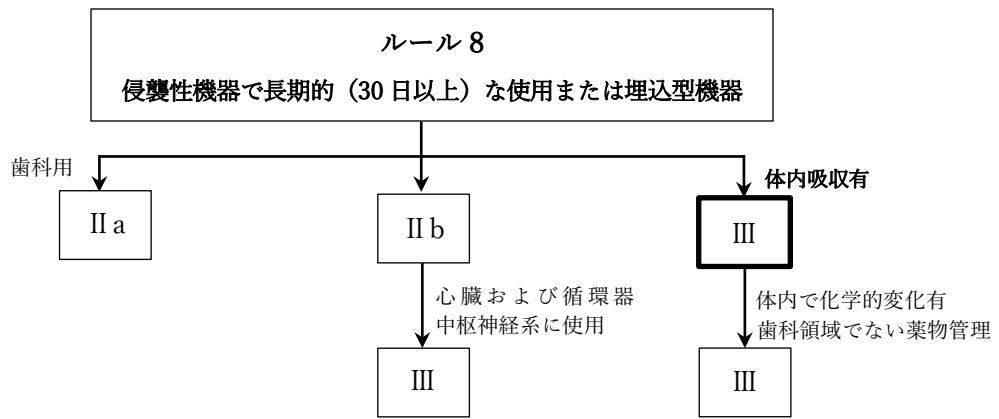 ルール 8
侵襲性機器で長期的（30 日以上）な使用または埋込型機器
歯科用
体内吸収有
Ⅱa
Ⅱb
Ⅲ
心臓および循環器
中枢神経系に使用
体内で化学的変化有
歯科領域でない薬物管理
Ⅲ
Ⅲ